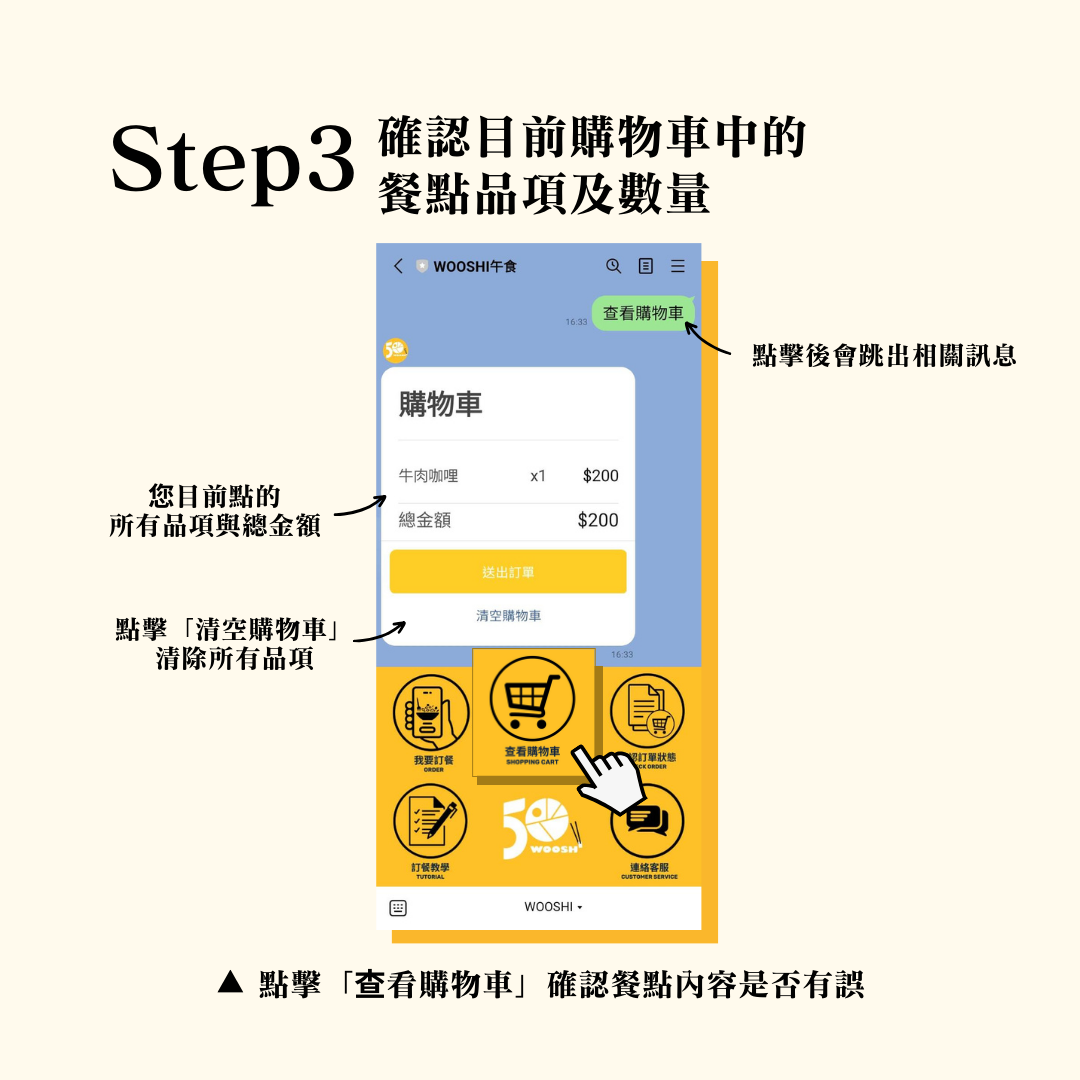 Step3
確認目前購物車中的
餐點品項及數量
WOOSHI午食
查看購物車
16:33
點擊後會跳出相關訊息
購物車
牛肉咖哩 x1 $200
您目前點的
所有品項與總金額
總金額 $200
送出訂單
清空購物車
點擊「清空購物車」
清除所有品項
16:33
我要訂餐
ORDER
查看購物車
SHOPPING CART
訂單狀態
CK ORDER
訂餐教學
TUTORIAL
50
WOOSH
連絡客服
CUSTOMER SERVICE
WOOSHI
▲ 點擊「查看購物車」確認餐點內容是否有誤